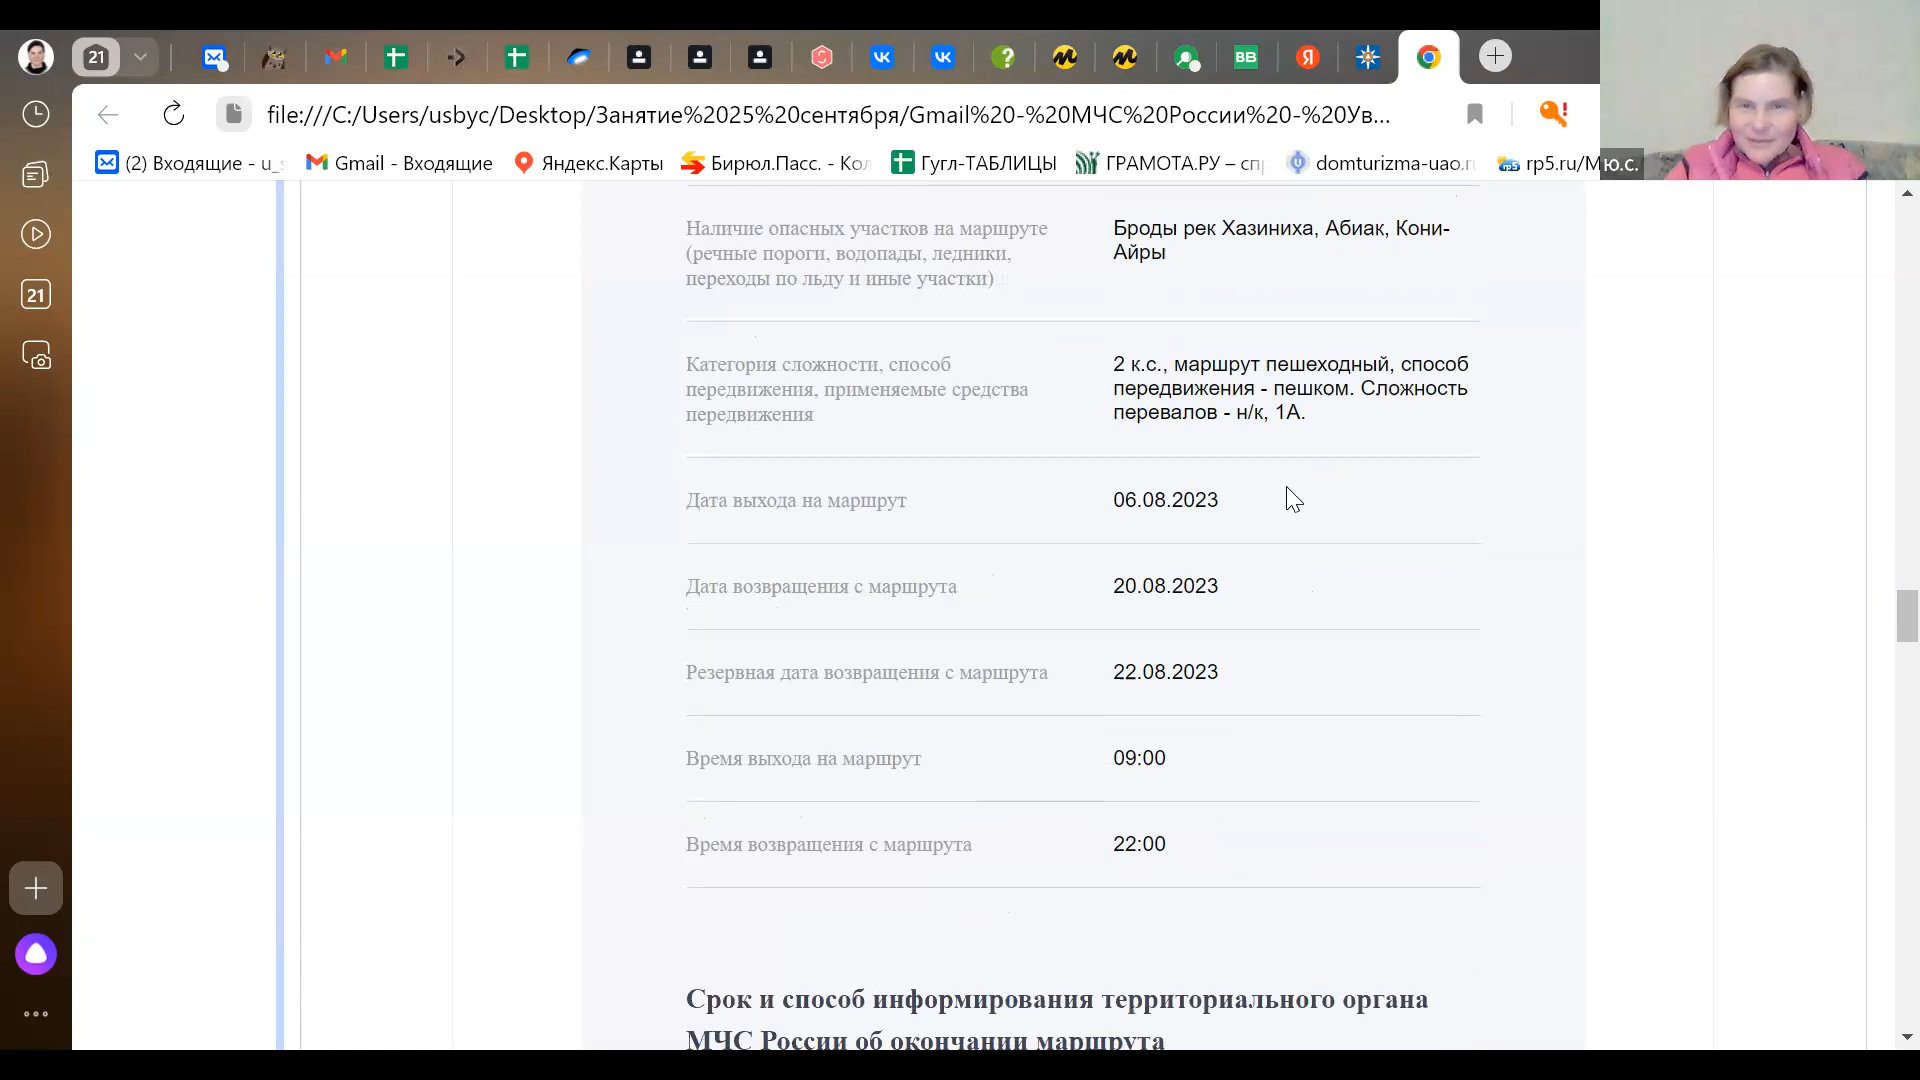 21
file:///C:/Users/usbyc/Desktop/Занятие%2025%20сентября/Gmail%20-%20МЧС%20России%20-%20Ув...
(2) Входящие - u_
Gmail - Входящие
Яндекс.Карты
Бирюл.Пасс. - Кол
Гугл-ТАБЛИЦЫ
ГРАМОТА.РУ – спр
domturizma-uao.ru
rp5.ru/М
Ю.С.
21
Наличие опасных участков на маршруте
(речные пороги, водопады, ледники,
переходы по льду и иные участки)
Броды рек Хазиниха, Абиак, Кони-
Айры
Категория сложности, способ
передвижения, применяемые средства
передвижения
2 к.с., маршрут пешеходный, способ
передвижения - пешком. Сложность
перевалов - н/к, 1А.
Дата выхода на маршрут
06.08.2023
Дата возвращения с маршрута
20.08.2023
Резервная дата возвращения с маршрута
22.08.2023
Время выхода на маршрут
09:00
Время возвращения с маршрута
22:00
Срок и способ информирования территориального органа
МЧС России об окончании маршрута